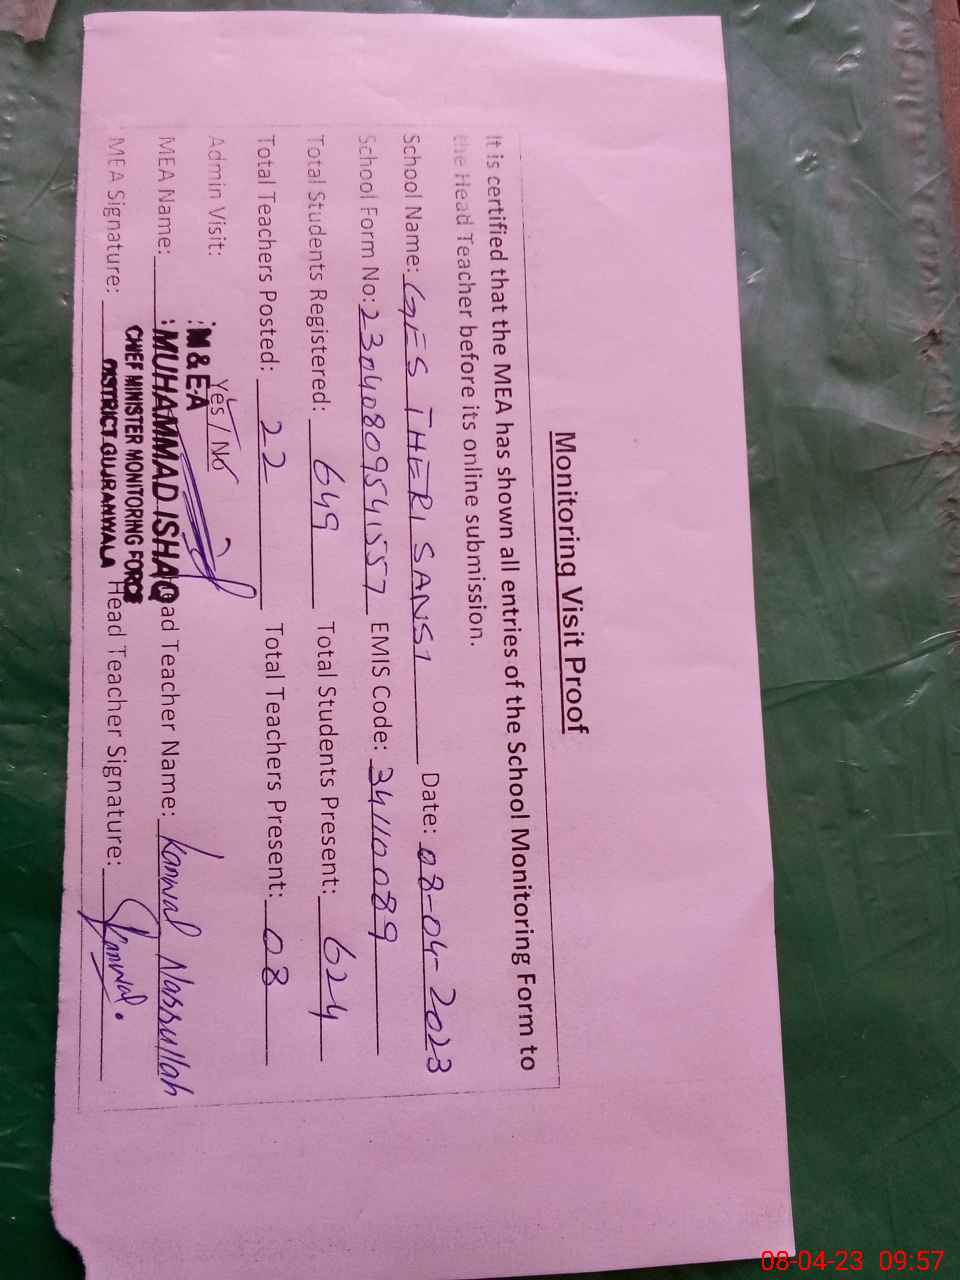 Monitoring Visit Proof
It is certified that the MEA has shown all entries of the School Monitoring Form to
the Head Teacher before its online submission.
School Name: GES THERI SANSI Date: 08-04-2023
School Form No: 23040809541557 EMIS Code: 34110089
Total Students Registered: 649 Total Students Present: 624
Total Teachers Posted: 22 Total Teachers Present: 08
Admin Visit: Yes / No
: M & E-A
MEA Name: : MUHAMMAD ISHAQ Head Teacher Name: Kanwal Nassullah
CHIEF MINISTER MONITORING FORCE
MEA Signature: DISTRICT GUJRANWALA Head Teacher Signature: Kanwal.
08-04-23 09:57